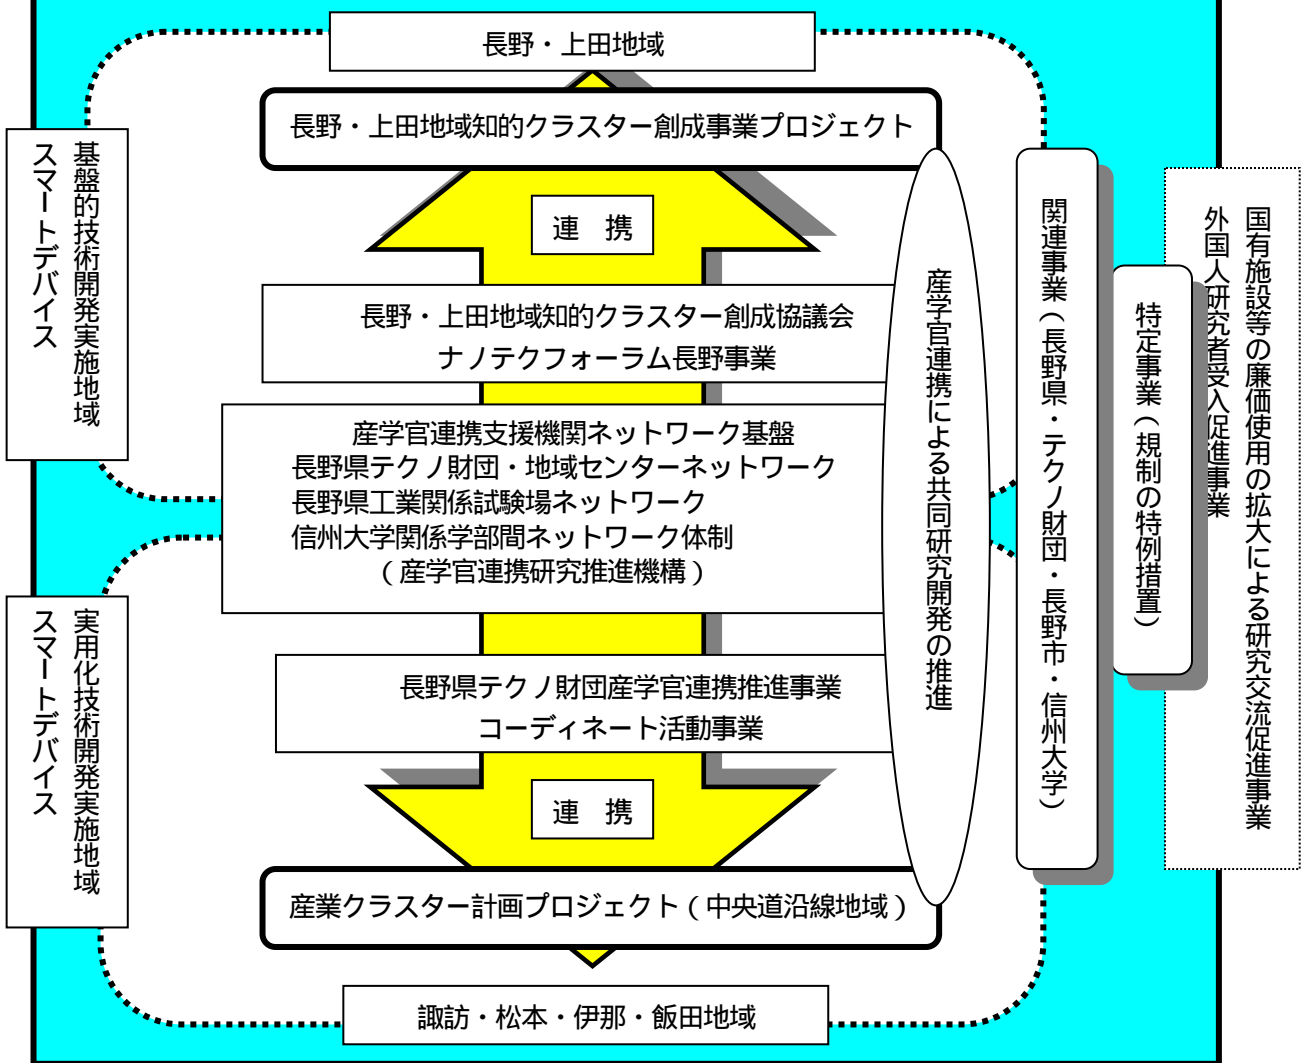 長野・上田地域
長野・上田地域知的クラスター創成事業プロジェクト
連　携
長野・上田地域知的クラスター創成協議会
ナノテクフォーラム長野事業
産学官連携支援機関ネットワーク基盤
長野県テクノ財団・地域センターネットワーク
長野県工業関係試験場ネットワーク
信州大学関係学部間ネットワーク体制
（産学官連携研究推進機構）
長野県テクノ財団産学官連携推進事業
コーディネート活動事業
連　携
産業クラスター計画プロジェクト（中央道沿線地域）
諏訪・松本・伊那・飯田地域
基盤的技術開発実施地域
スマートデバイス
実用化技術開発実施地域
スマートデバイス
産学官連携による共同研究開発の推進
関連事業（長野県・テクノ財団・長野市・信州大学）
特定事業（規制の特例措置）
国有施設等の廉価使用の拡大による研究交流促進事業
外国人研究者受入促進事業